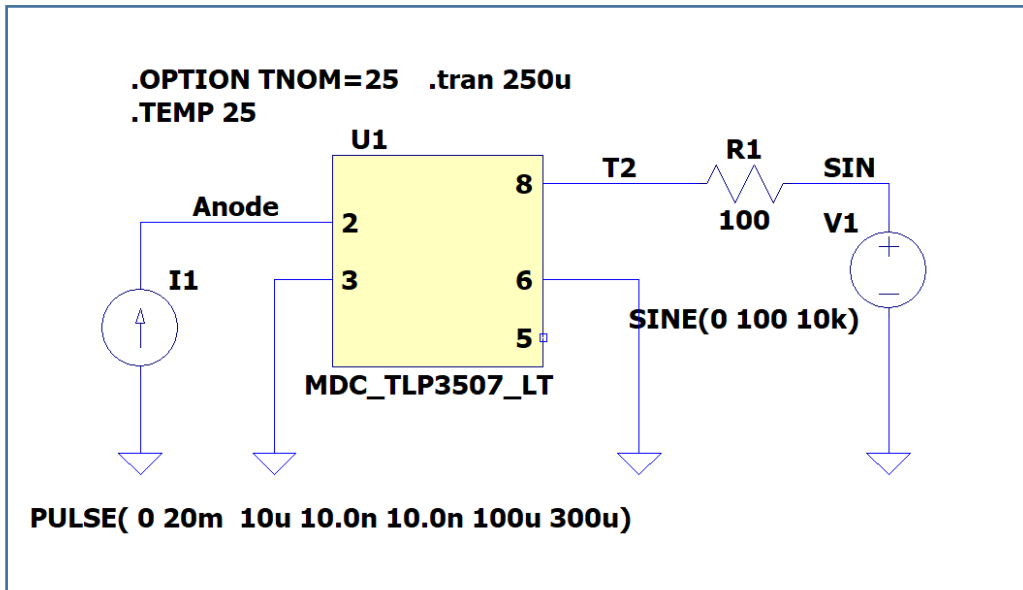 .OPTION TNOM=25 .tran 250u
.TEMP 25
U1
R1
8
T2
SIN
Anode
2
100
V1
I1
3
6
SINE(0 100 10k)
5
MDC_TLP3507_LT
PULSE( 0 20m 10u 10.0n 10.0n 100u 300u)